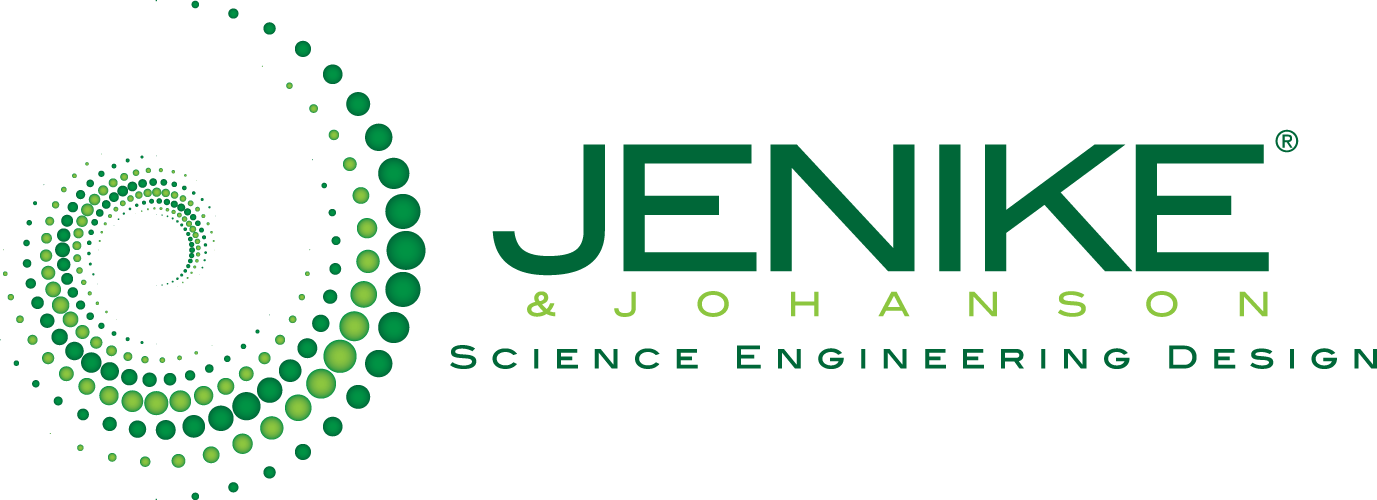 JENIKE®
& JOHANSON
SCIENCE ENGINEERING DESIGN